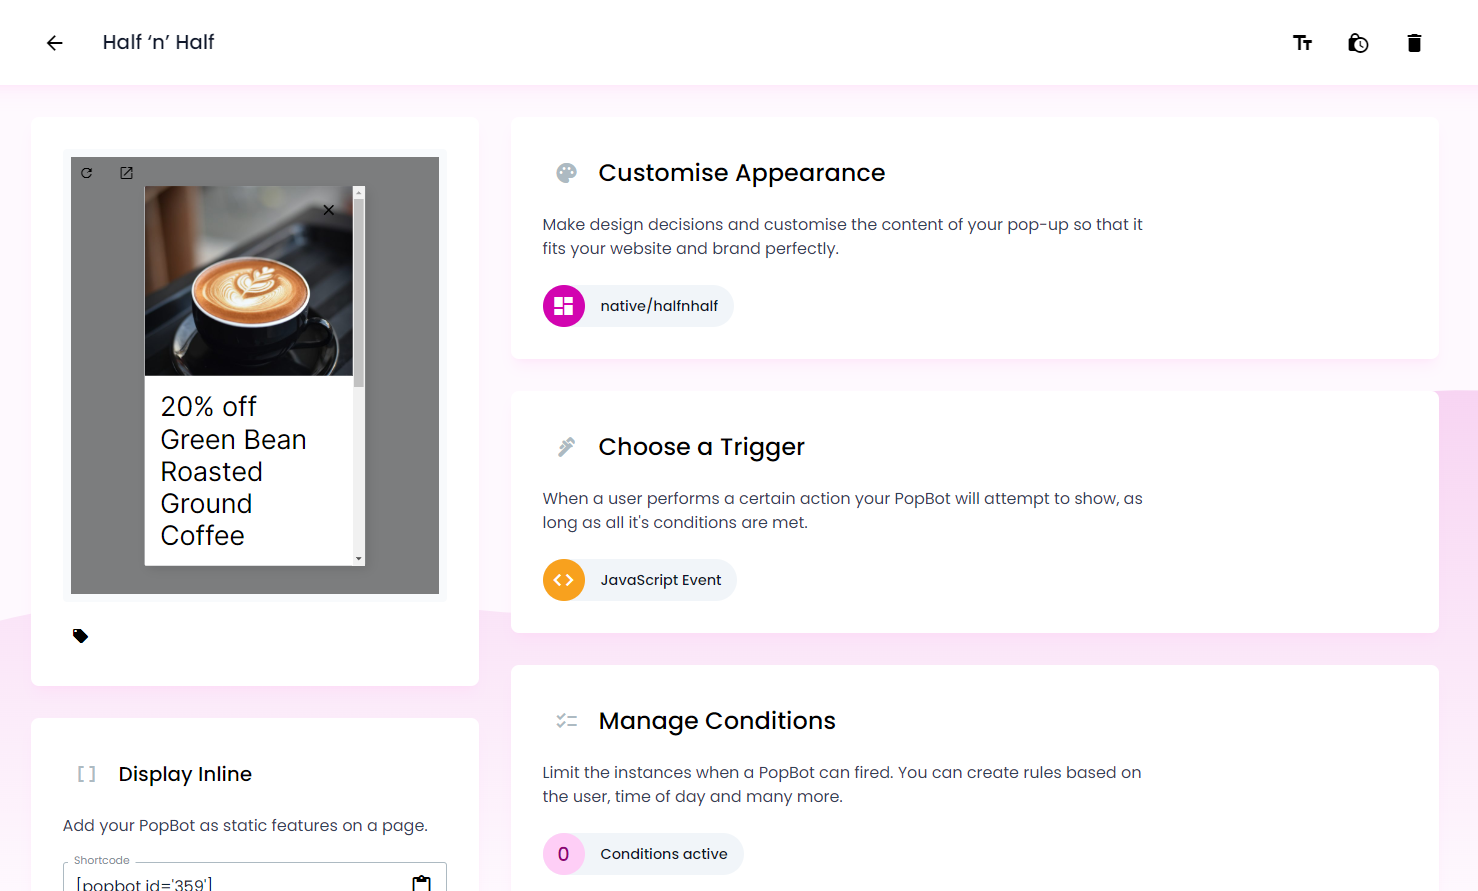 Half ‘n’ Half
20% off
Green Bean
Roasted
Ground
Coffee
Display Inline
Add your PopBot as static features on a page.
Shortcode
[popbot id='359']
Customise Appearance
Make design decisions and customise the content of your pop-up so that it
fits your website and brand perfectly.
native/halfnhalf
Choose a Trigger
When a user performs a certain action your PopBot will attempt to show, as
long as all it's conditions are met.
JavaScript Event
Manage Conditions
Limit the instances when a PopBot can fired. You can create rules based on
the user, time of day and many more.
0 Conditions active